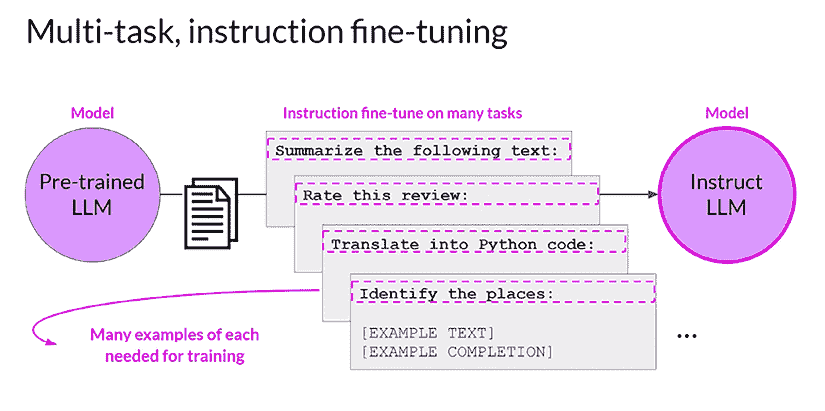 Multi-task, instruction fine-tuning
Model
Instruction fine-tune on many tasks
Model
Pre-trained
LLM
Summarize the following text:
Rate this review:
Translate into Python code:
Identify the places:
[EXAMPLE TEXT]
[EXAMPLE COMPLETION]
...
Instruct
LLM
Many examples of each
needed for training